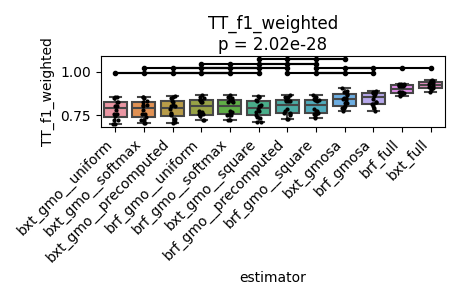 TT_f1_weighted
p = 2.02e-28
TT_f1_weighted
1.00
0.75
bxt_gmo__uniform
bxt_gmo__softmax
bxt_gmo__precomputed
brf_gmo__uniform
brf_gmo__softmax
bxt_gmo__square
brf_gmo__precomputed
brf_gmo__square
bxt_gmosa
brf_gmosa
brf_full
bxt_full
estimator